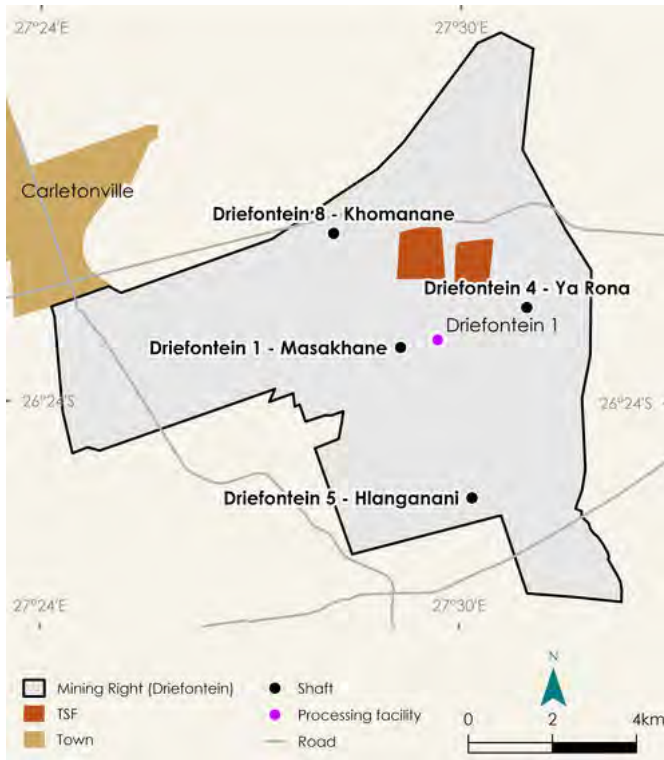 27°24'E
27°30'E
Carletonville
Driefontein 8 - Khomanane
Driefontein 4 - Ya Rona
Driefontein 1
Driefontein 1 - Masakhane
26°24'S
26°24'S
Driefontein 5 - Hlanganani
27°24'E
27°30'E
Mining Right (Driefontein)
TSF
Town
Shaft
Processing facility
Road
N
0 2 4km